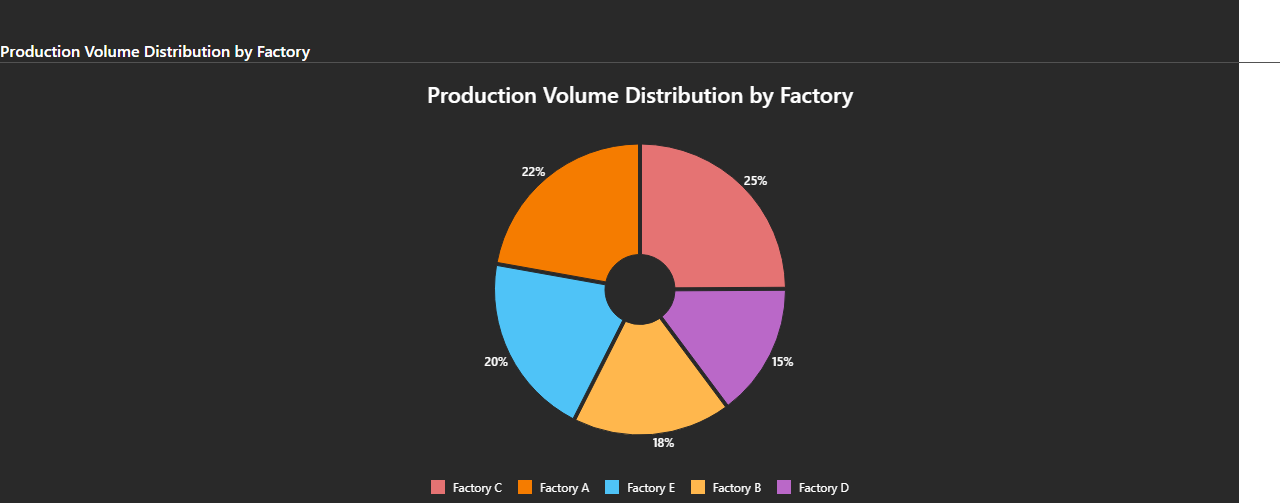 Production Volume Distribution by Factory
Production Volume Distribution by Factory
22%
25%
20%
15%
18%
Factory C
Factory A
Factory E
Factory B
Factory D